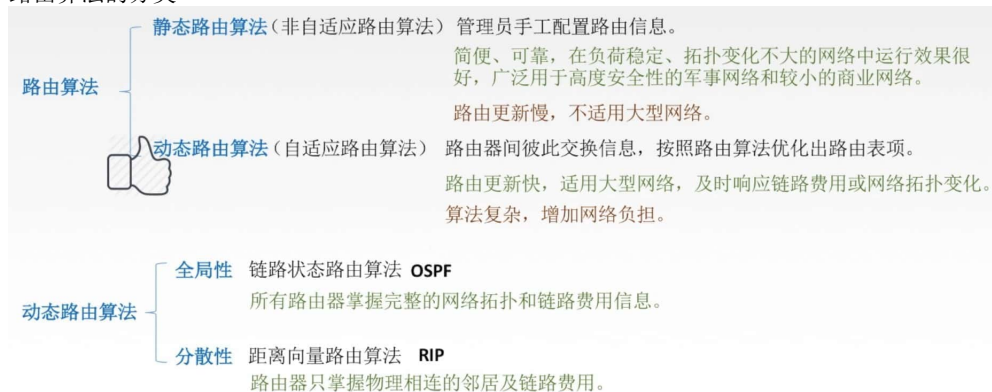 路由算法
静态路由算法（非自适应路由算法） 管理员手工配置路由信息。
简便、可靠，在负荷稳定、拓扑变化不大的网络中运行效果很
好，广泛用于高度安全性的军事网络和较小的商业网络。
路由更新慢，不适用大型网络。
动态路由算法（自适应路由算法） 路由器间彼此交换信息，按照路由算法优化出路由表项。
路由更新快，适用大型网络，及时响应链路费用或网络拓扑变化。
算法复杂，增加网络负担。
动态路由算法
全局性 链路状态路由算法 OSPF
所有路由器掌握完整的网络拓扑和链路费用信息。
分散性 距离向量路由算法 RIP
路由器只掌握物理相连的邻居及链路费用。